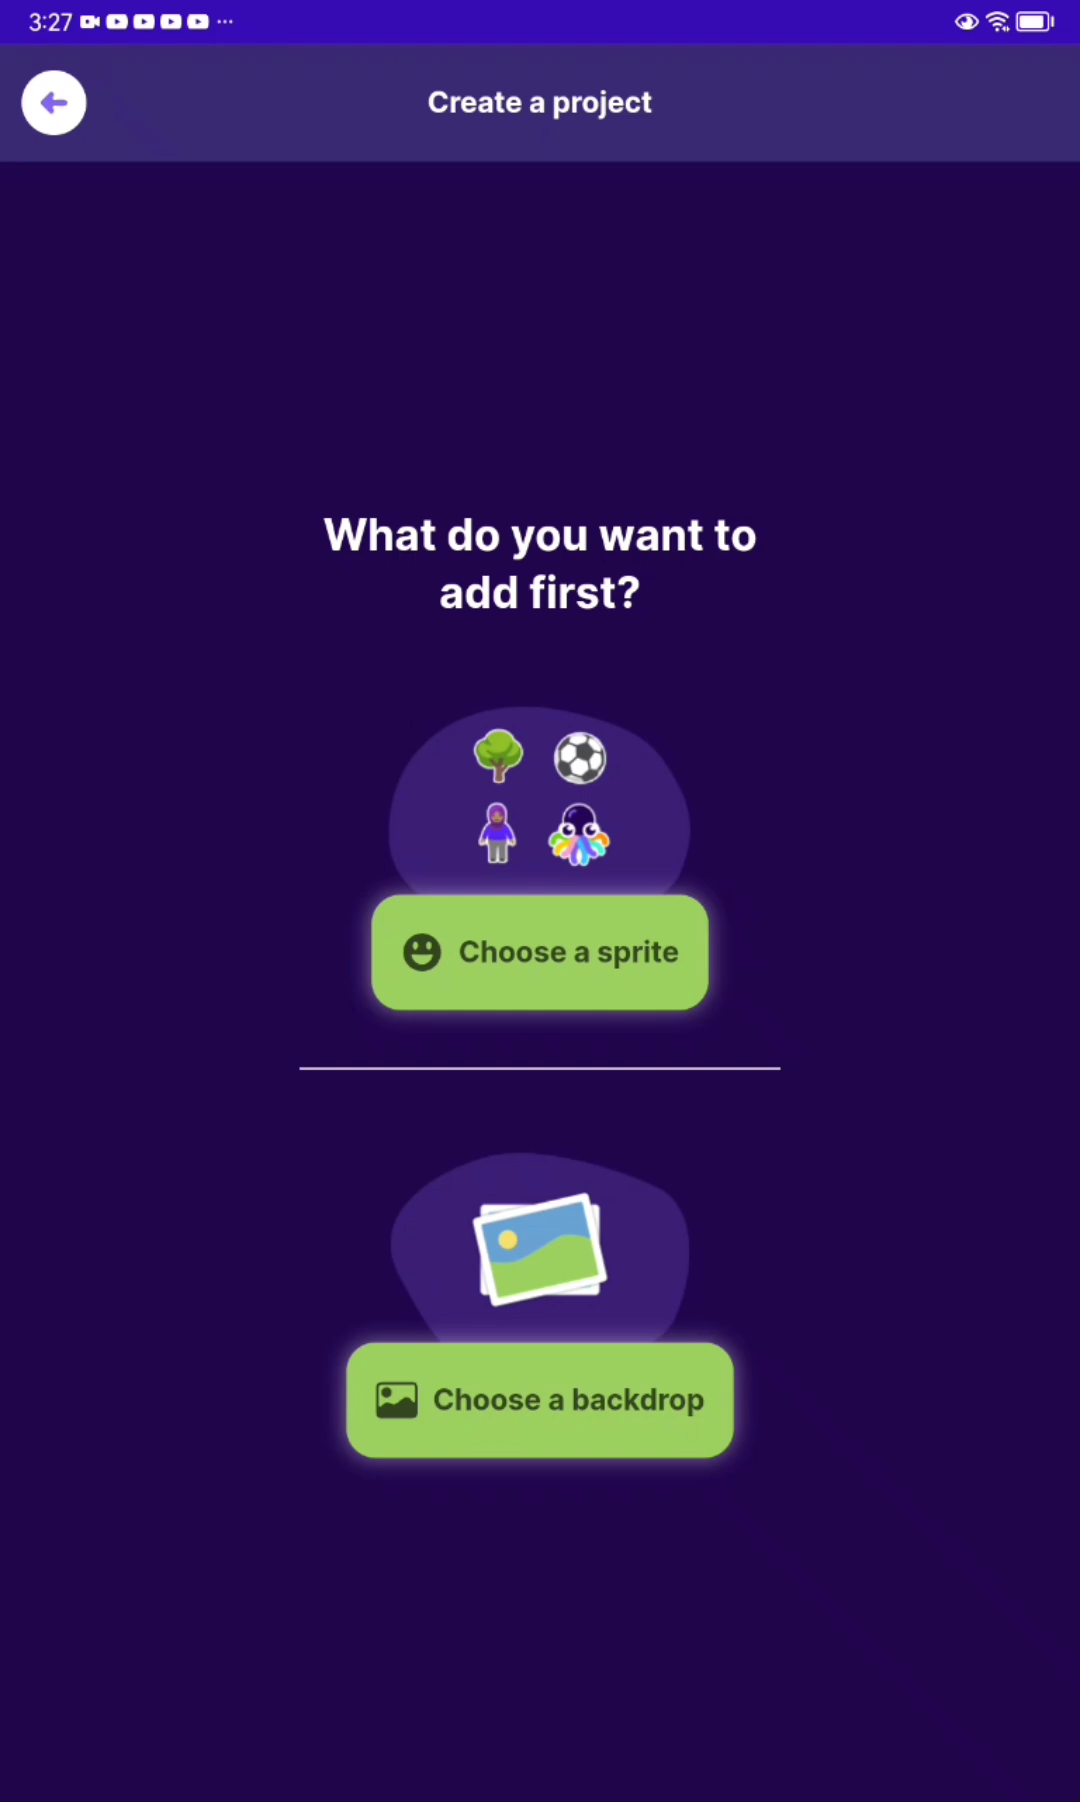 3:27
Create a project
What do you want to
add first?
Choose a sprite
Choose a backdrop